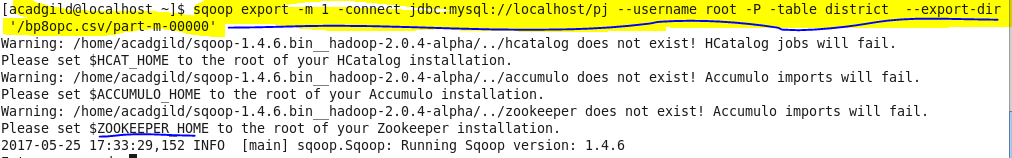 [acadgild@localhost ~]$ sqoop export -m 1 -connect jdbc:mysql://localhost/pj --username root -P -table district  --export-dir
 '/bp8opc.csv/part-m-00000'
Warning: /home/acadgild/sqoop-1.4.6.bin__hadoop-2.0.4-alpha/../hcatalog does not exist! HCatalog jobs will fail.
Please set $HCAT_HOME to the root of your HCatalog installation.
Warning: /home/acadgild/sqoop-1.4.6.bin__hadoop-2.0.4-alpha/../accumulo does not exist! Accumulo imports will fail.
Please set $ACCUMULO_HOME to the root of your Accumulo installation.
Warning: /home/acadgild/sqoop-1.4.6.bin__hadoop-2.0.4-alpha/../zookeeper does not exist! Accumulo imports will fail.
Please set $ZOOKEEPER_HOME to the root of your Zookeeper installation.
2017-05-25 17:33:29,152 INFO  [main] sqoop.Sqoop: Running Sqoop version: 1.4.6